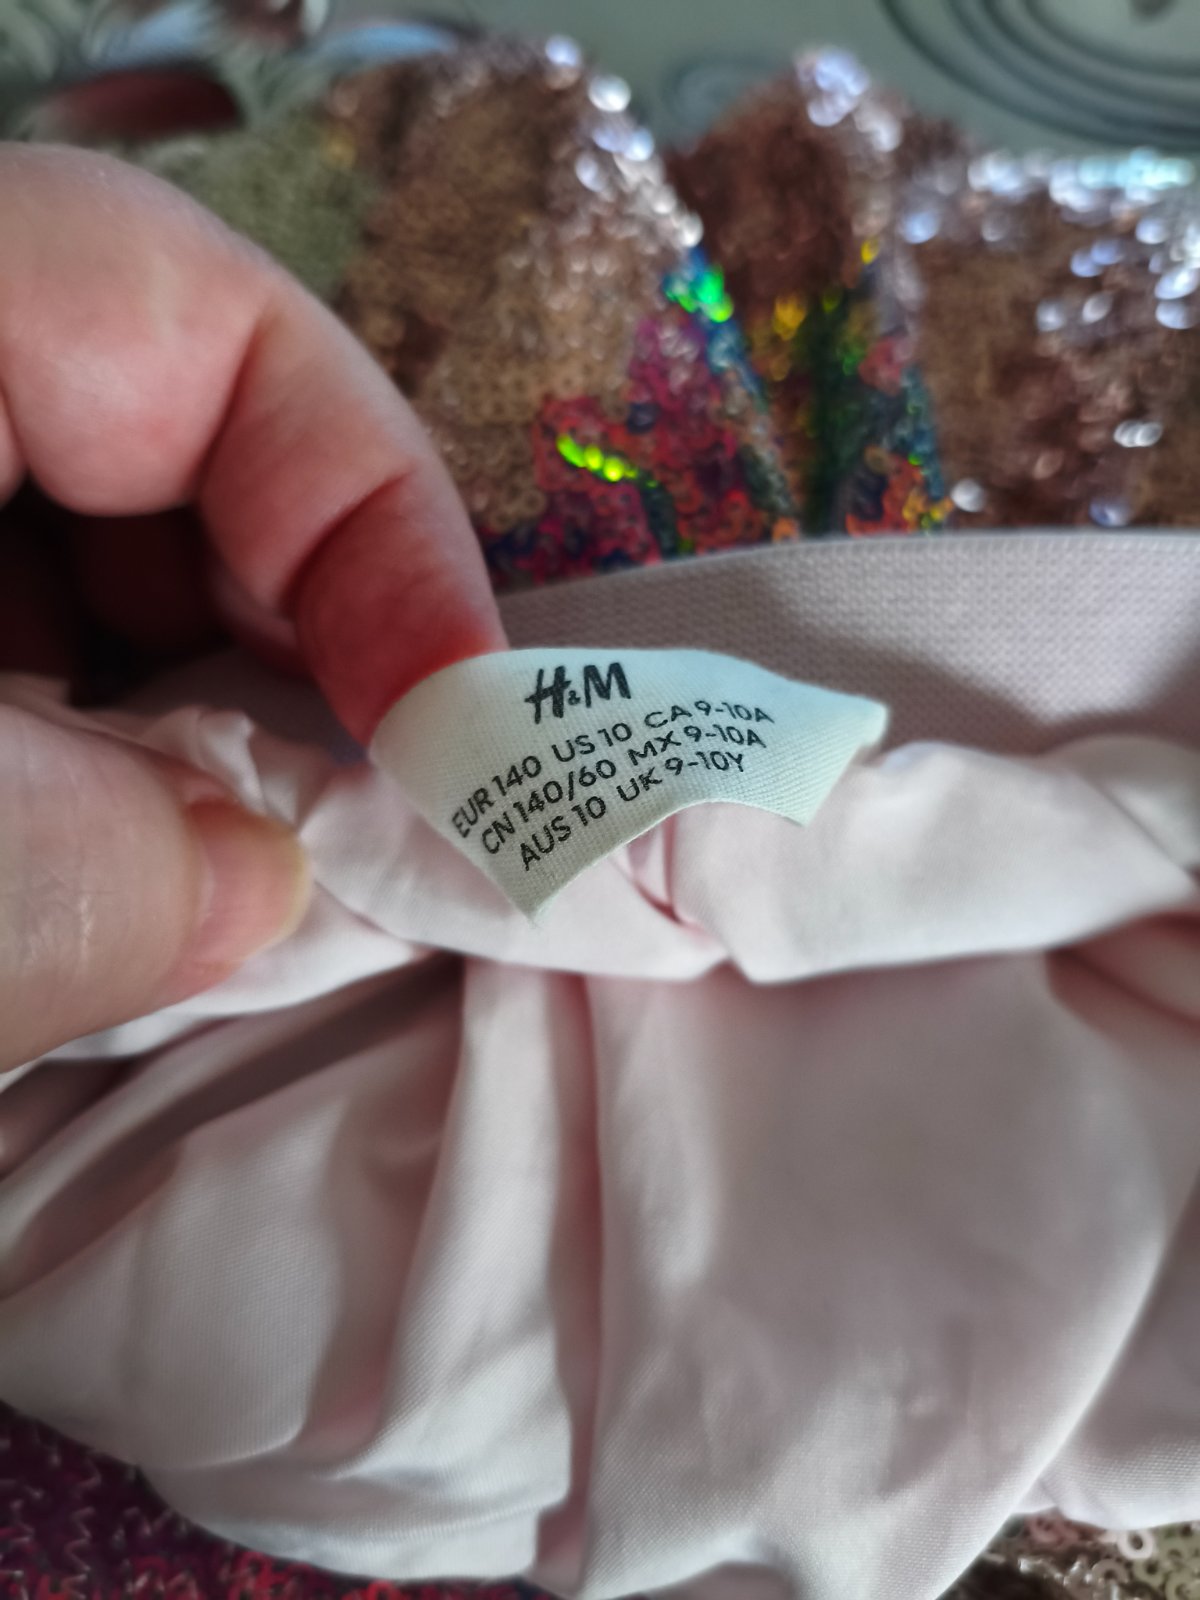 H&M
EUR 140 US 10 CA 9-10A
CN 140/60 MX 9-10A
AUS 10 UK 9-10Y